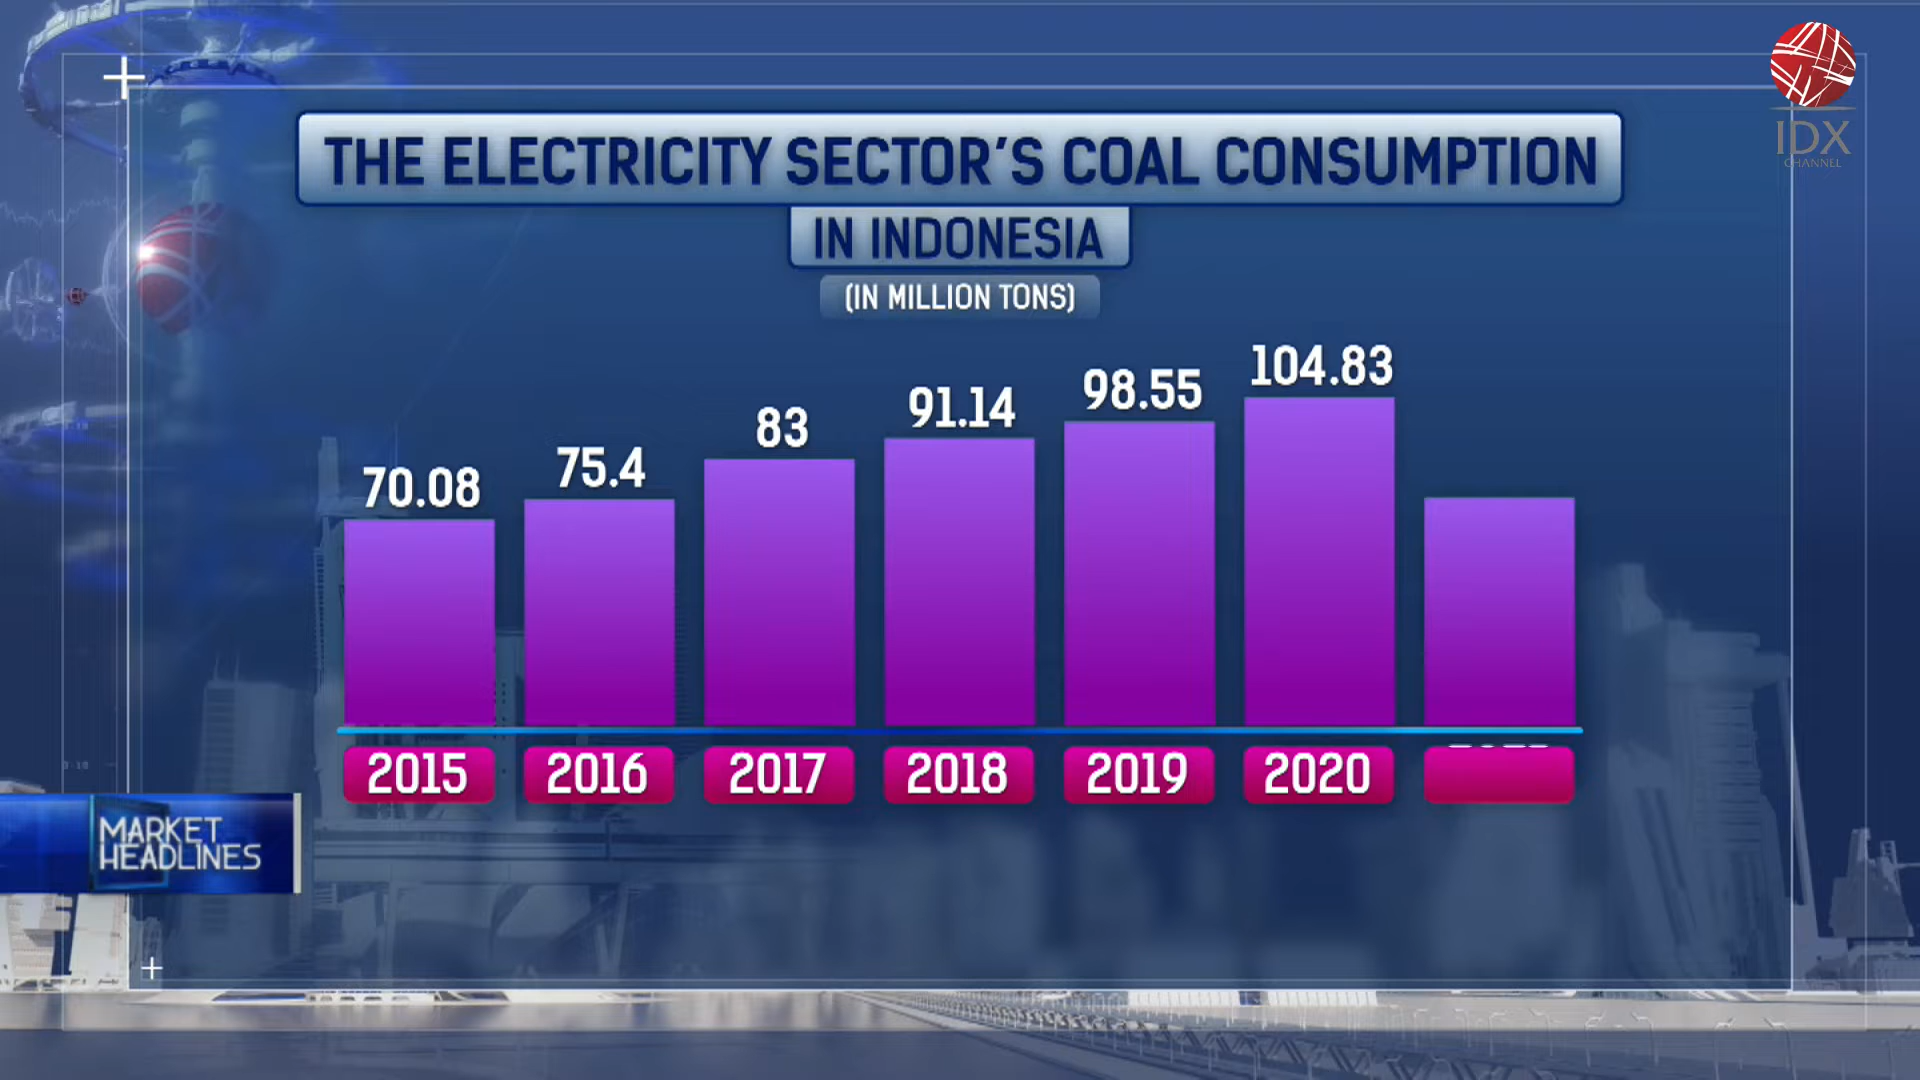 IDX
CHANNEL
THE ELECTRICITY SECTOR'S COAL CONSUMPTION
IN INDONESIA
(IN MILLION TONS)
70.08
75.4
83
91.14
98.55
104.83
2015
2016
2017
2018
2019
2020
MARKET
HEADLINES